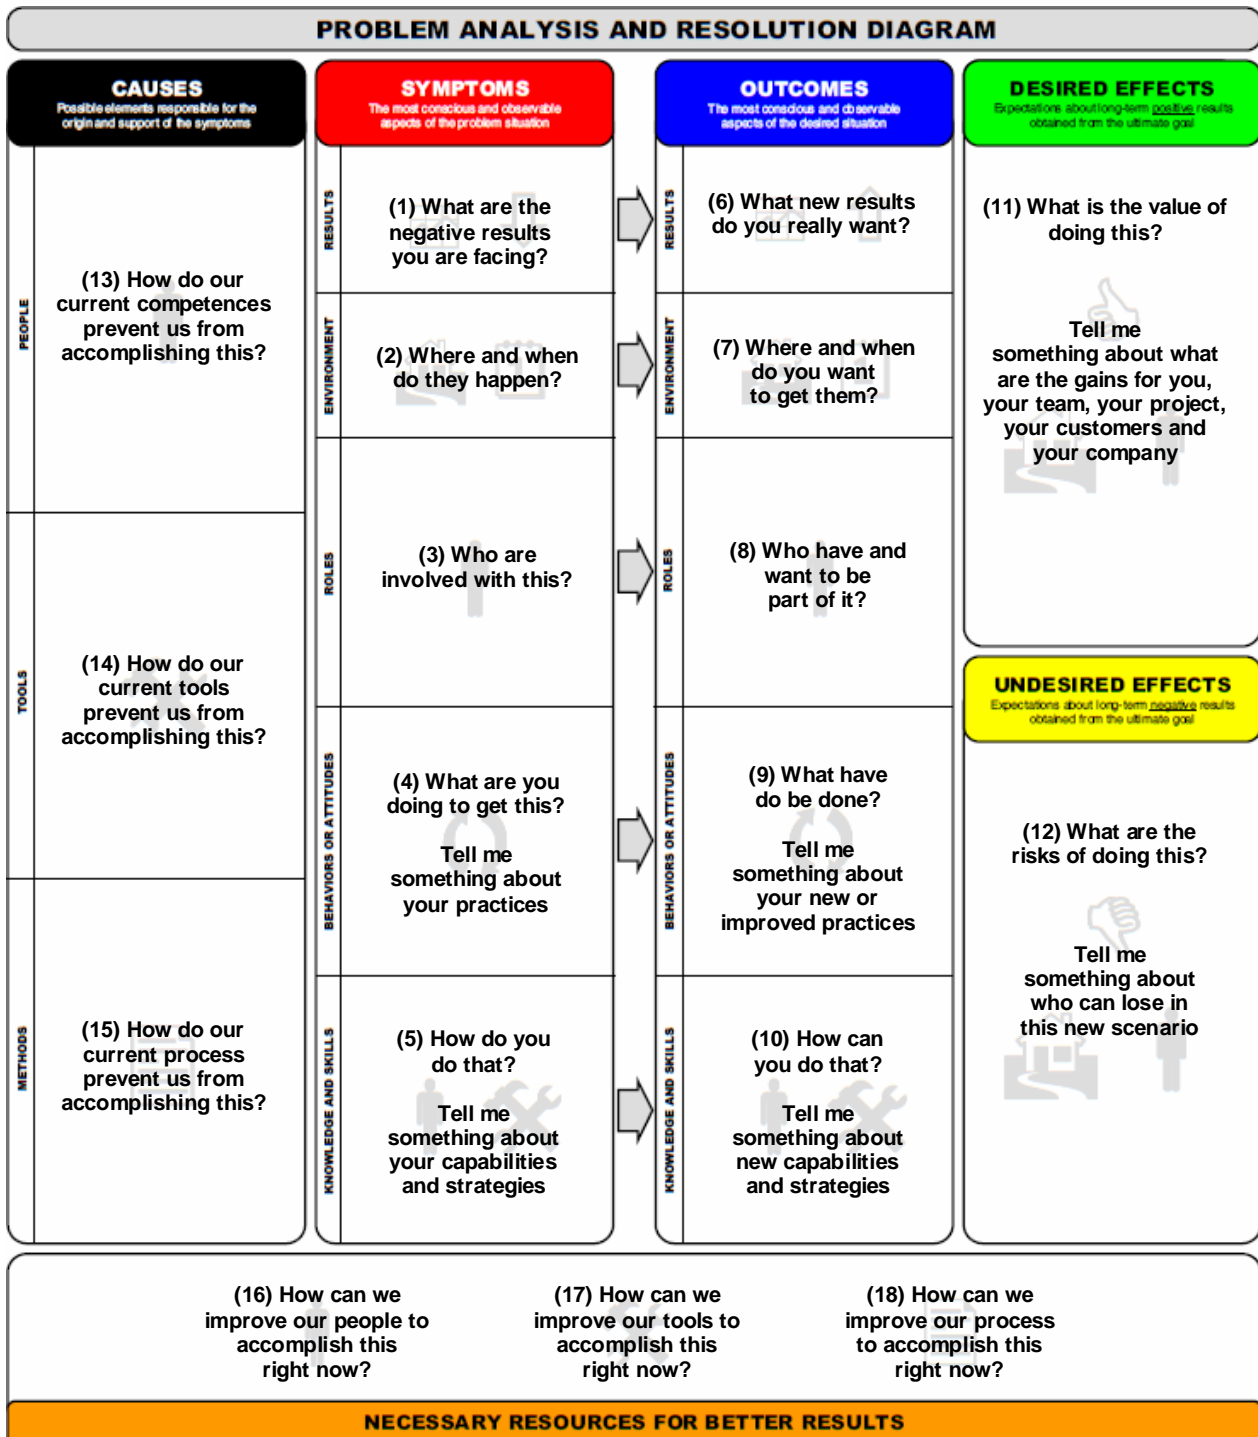 PROBLEM ANALYSIS AND RESOLUTION DIAGRAM
CAUSES
Possible elements responsible for the
origin and support of the symptoms
PEOPLE
(13) How do our
current competences
prevent us from
accomplishing this?
TOOLS
(14) How do our
current tools
prevent us from
accomplishing this?
METHODS
(15) How do our
current process
prevent us from
accomplishing this?
SYMPTOMS
The most conscious and observable
aspects of the problem situation
RESULTS
(1) What are the
negative results
you are facing?
ENVIRONMENT
(2) Where and when
do they happen?
ROLES
(3) Who are
involved with this?
BEHAVIORS OR ATTITUDES
(4) What are you
doing to get this?
Tell me
something about
your practices
KNOWLEDGE AND SKILLS
(5) How do you
do that?
Tell me
something about
your capabilities
and strategies
OUTCOMES
The most conscious and observable
aspects of the desired situation
RESULTS
(6) What new results
do you really want?
ENVIRONMENT
(7) Where and when
do you want
to get them?
ROLES
(8) Who have and
want to be
part of it?
BEHAVIORS OR ATTITUDES
(9) What have
do be done?
Tell me
something about
your new or
improved practices
KNOWLEDGE AND SKILLS
(10) How can
you do that?
Tell me
something about
new capabilities
and strategies
DESIRED EFFECTS
Expectations about long-term positive results
obtained from the ultimate goal
(11) What is the value of
doing this?
Tell me
something about what
are the gains for you,
your team, your project,
your customers and
your company
UNDESIRED EFFECTS
Expectations about long-term negative results
obtained from the ultimate goal
(12) What are the
risks of doing this?
Tell me
something about
who can lose in
this new scenario
(16) How can we
improve our people to
accomplish this
right now?
(17) How can we
improve our tools to
accomplish this
right now?
(18) How can we
improve our process
to accomplish this
right now?
NECESSARY RESOURCES FOR BETTER RESULTS